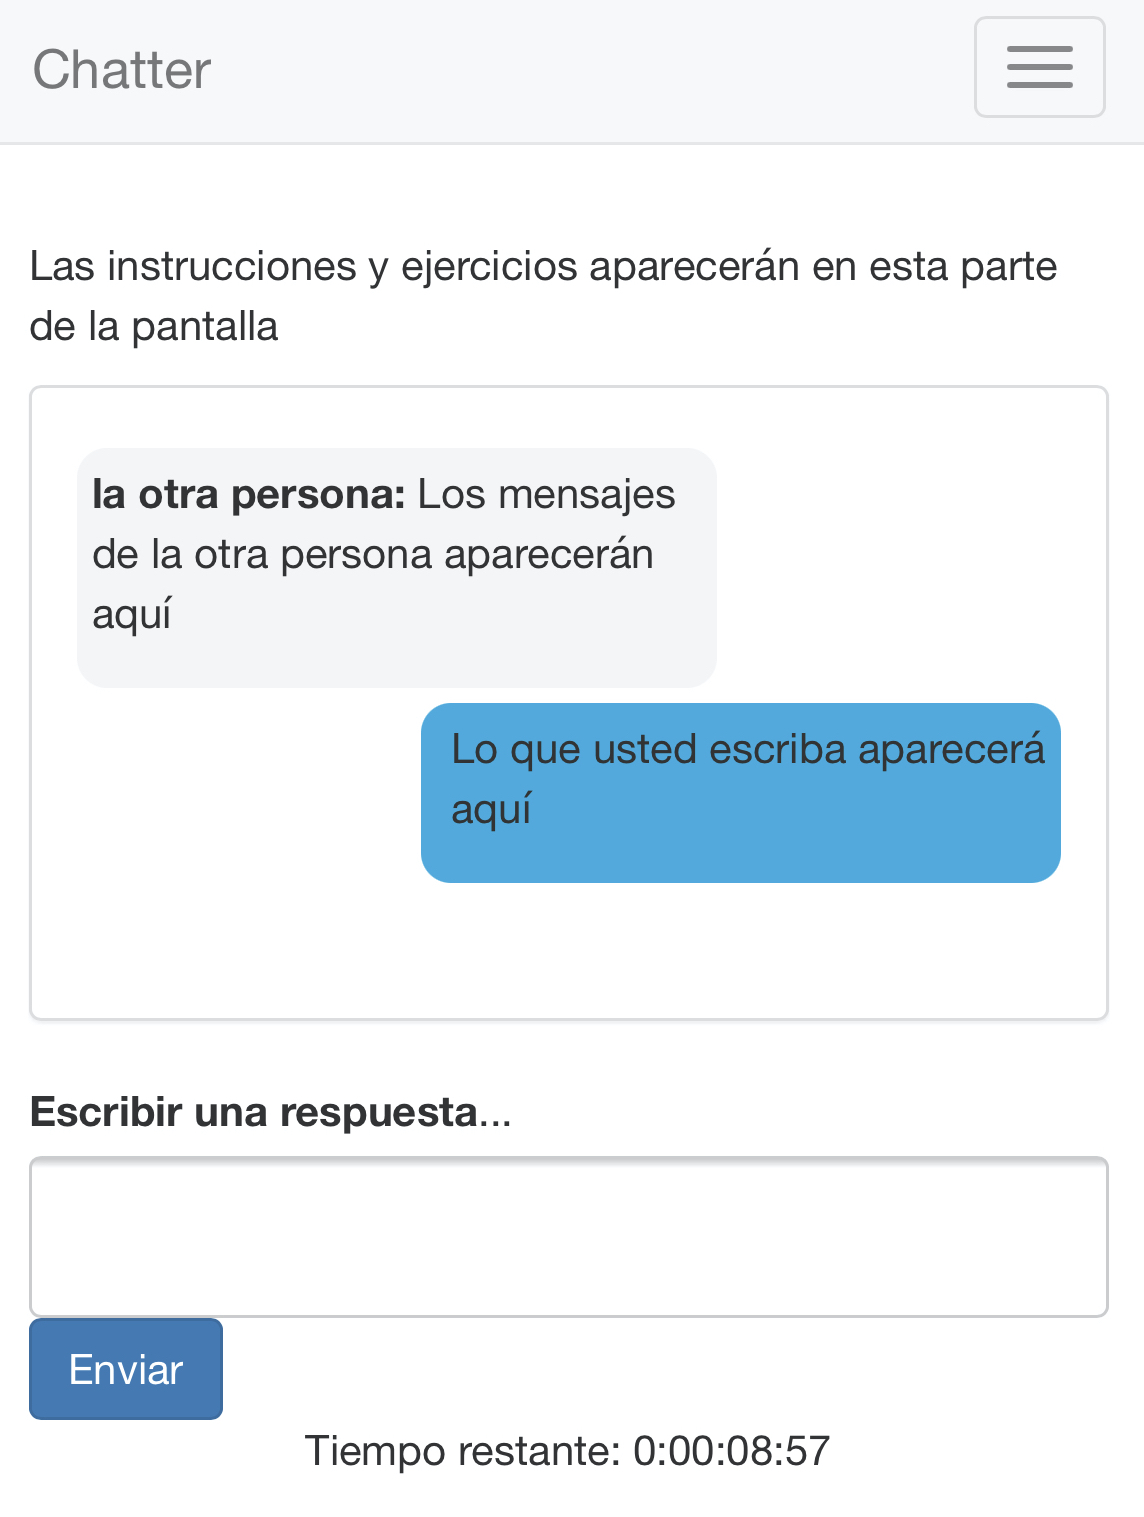 Chatter
Las instrucciones y ejercicios aparecerán en esta parte
de la pantalla
la otra persona: Los mensajes
de la otra persona aparecerán
aquí
Lo que usted escriba aparecerá
aquí
Escribir una respuesta...
Enviar
Tiempo restante: 0:00:08:57